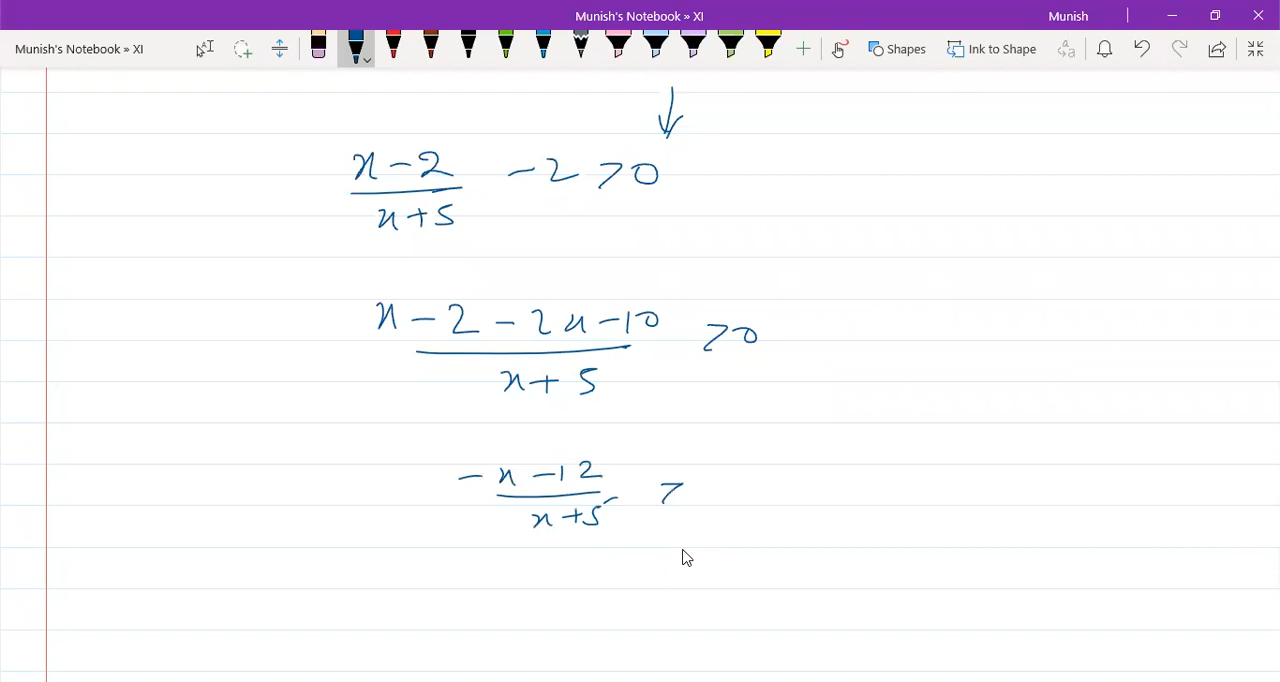 Munish's Notebook » XI
Munish
Munish's Notebook » XI
Shapes
Ink to Shape
x-2
-2 >0
x+5
x-2-2x-10
>0
x+5
-x-12
>
x+5